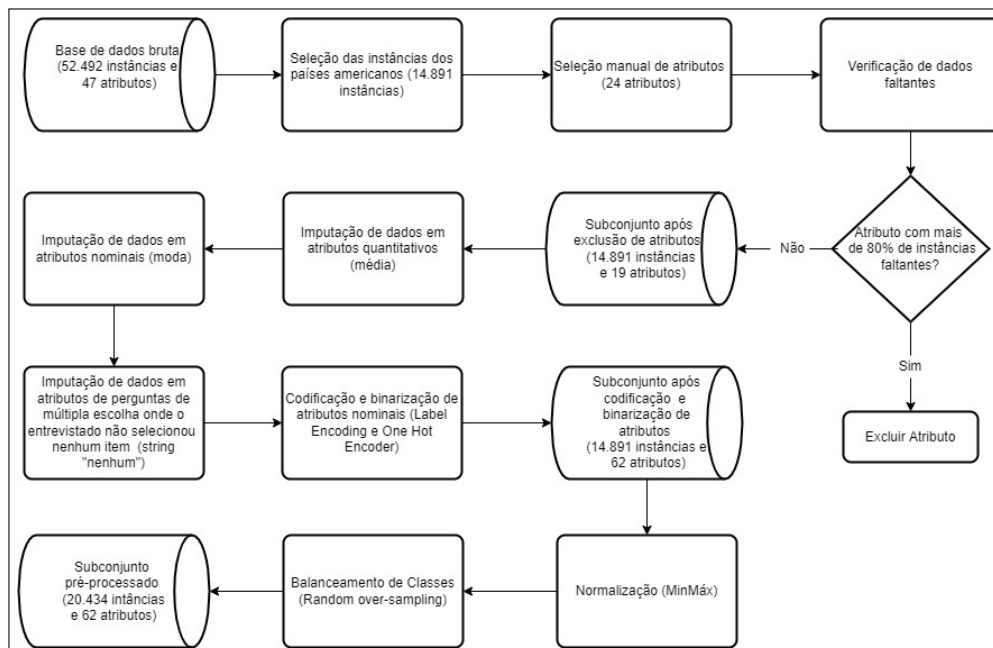 Base de dados bruta
(52.492 instâncias e
47 atributos)
Seleção das instâncias dos
países americanos (14.891
instâncias)
Seleção manual de atributos
(24 atributos)
Verificação de dados
faltantes
Atributo com mais
de 80% de instâncias
faltantes?
Não
Sim
Excluir Atributo
Subconjunto após
exclusão de atributos
(14.891 instâncias
e 19 atributos)
Imputação de dados em
atributos quantitativos
(média)
Imputação de dados em
atributos nominais (moda)
Imputação de dados em
atributos de perguntas de
múltipla escolha onde o
entrevistado não selecionou
nenhum item (string
"nenhum")
Codificação e binarização de
atributos nominais (Label
Encoding e One Hot
Encoder)
Subconjunto após
codificação e
binarização de
atributos
(14.891 instâncias e
62 atributos)
Normalização (MinMáx)
Balanceamento de Classes
(Random over-sampling)
Subconjunto
pré-processado
(20.434 intâncias
e 62 atributos)